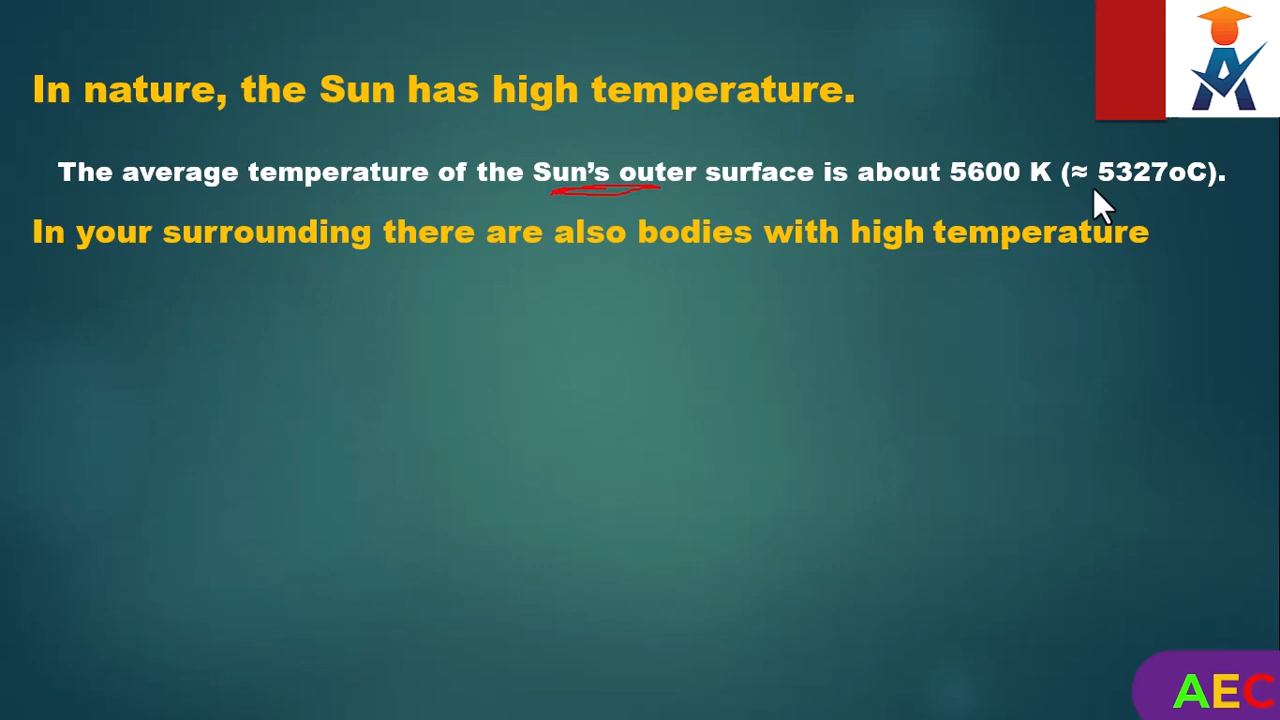 In nature, the Sun has high temperature.
The average temperature of the Sun’s outer surface is about 5600 K (≈ 5327oC).
In your surrounding there are also bodies with high temperature
AEC